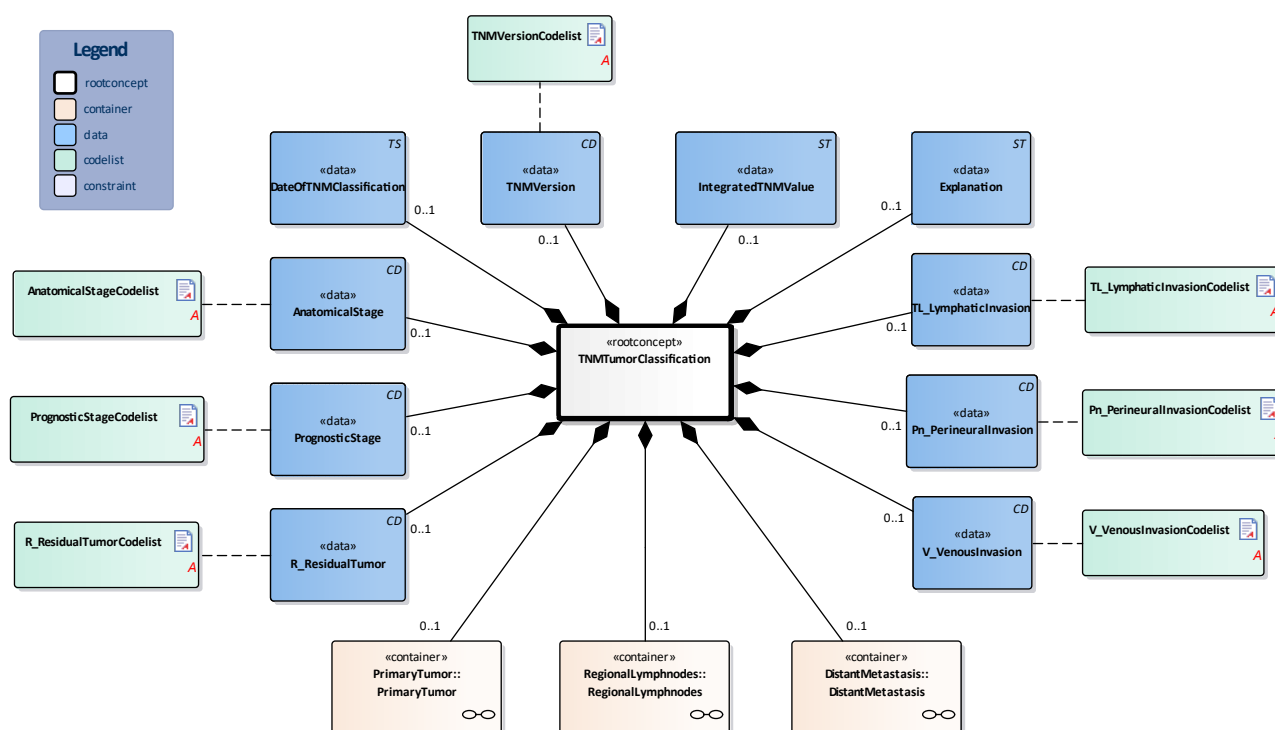 Legend
rootconcept
container
data
codelist
constraint
TNMVersionCodelist
A
TS
«data»
DateOfTNMClassification
0..1
CD
«data»
TNMVersion
0..1
ST
«data»
IntegratedTNMValue
0..1
ST
«data»
Explanation
0..1
AnatomicalStageCodelist
A
CD
«data»
AnatomicalStage
0..1
«rootconcept»
TNMTumorClassification
CD
«data»
TL_LymphaticInvasion
0..1
TL_LymphaticInvasionCodelist
A
PrognosticStageCodelist
A
CD
«data»
PrognosticStage
0..1
CD
«data»
Pn_PerineuralInvasion
0..1
Pn_PerineuralInvasionCodelist
R_ResidualTumorCodelist
A
CD
«data»
R_ResidualTumor
0..1
CD
«data»
V_VenousInvasion
0..1
V_VenousInvasionCodelist
A
0..1
«container»
PrimaryTumor::
PrimaryTumor
0..1
«container»
RegionalLymphnodes::
RegionalLymphnodes
0..1
«container»
DistantMetastasis::
DistantMetastasis